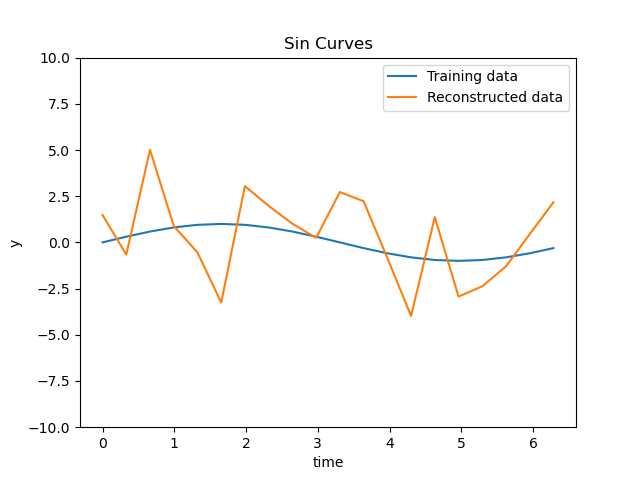 Sin Curves
Training data
Reconstructed data
10.0
7.5
5.0
2.5
0.0
−2.5
−5.0
−7.5
−10.0
y
0 1 2 3 4 5 6
time